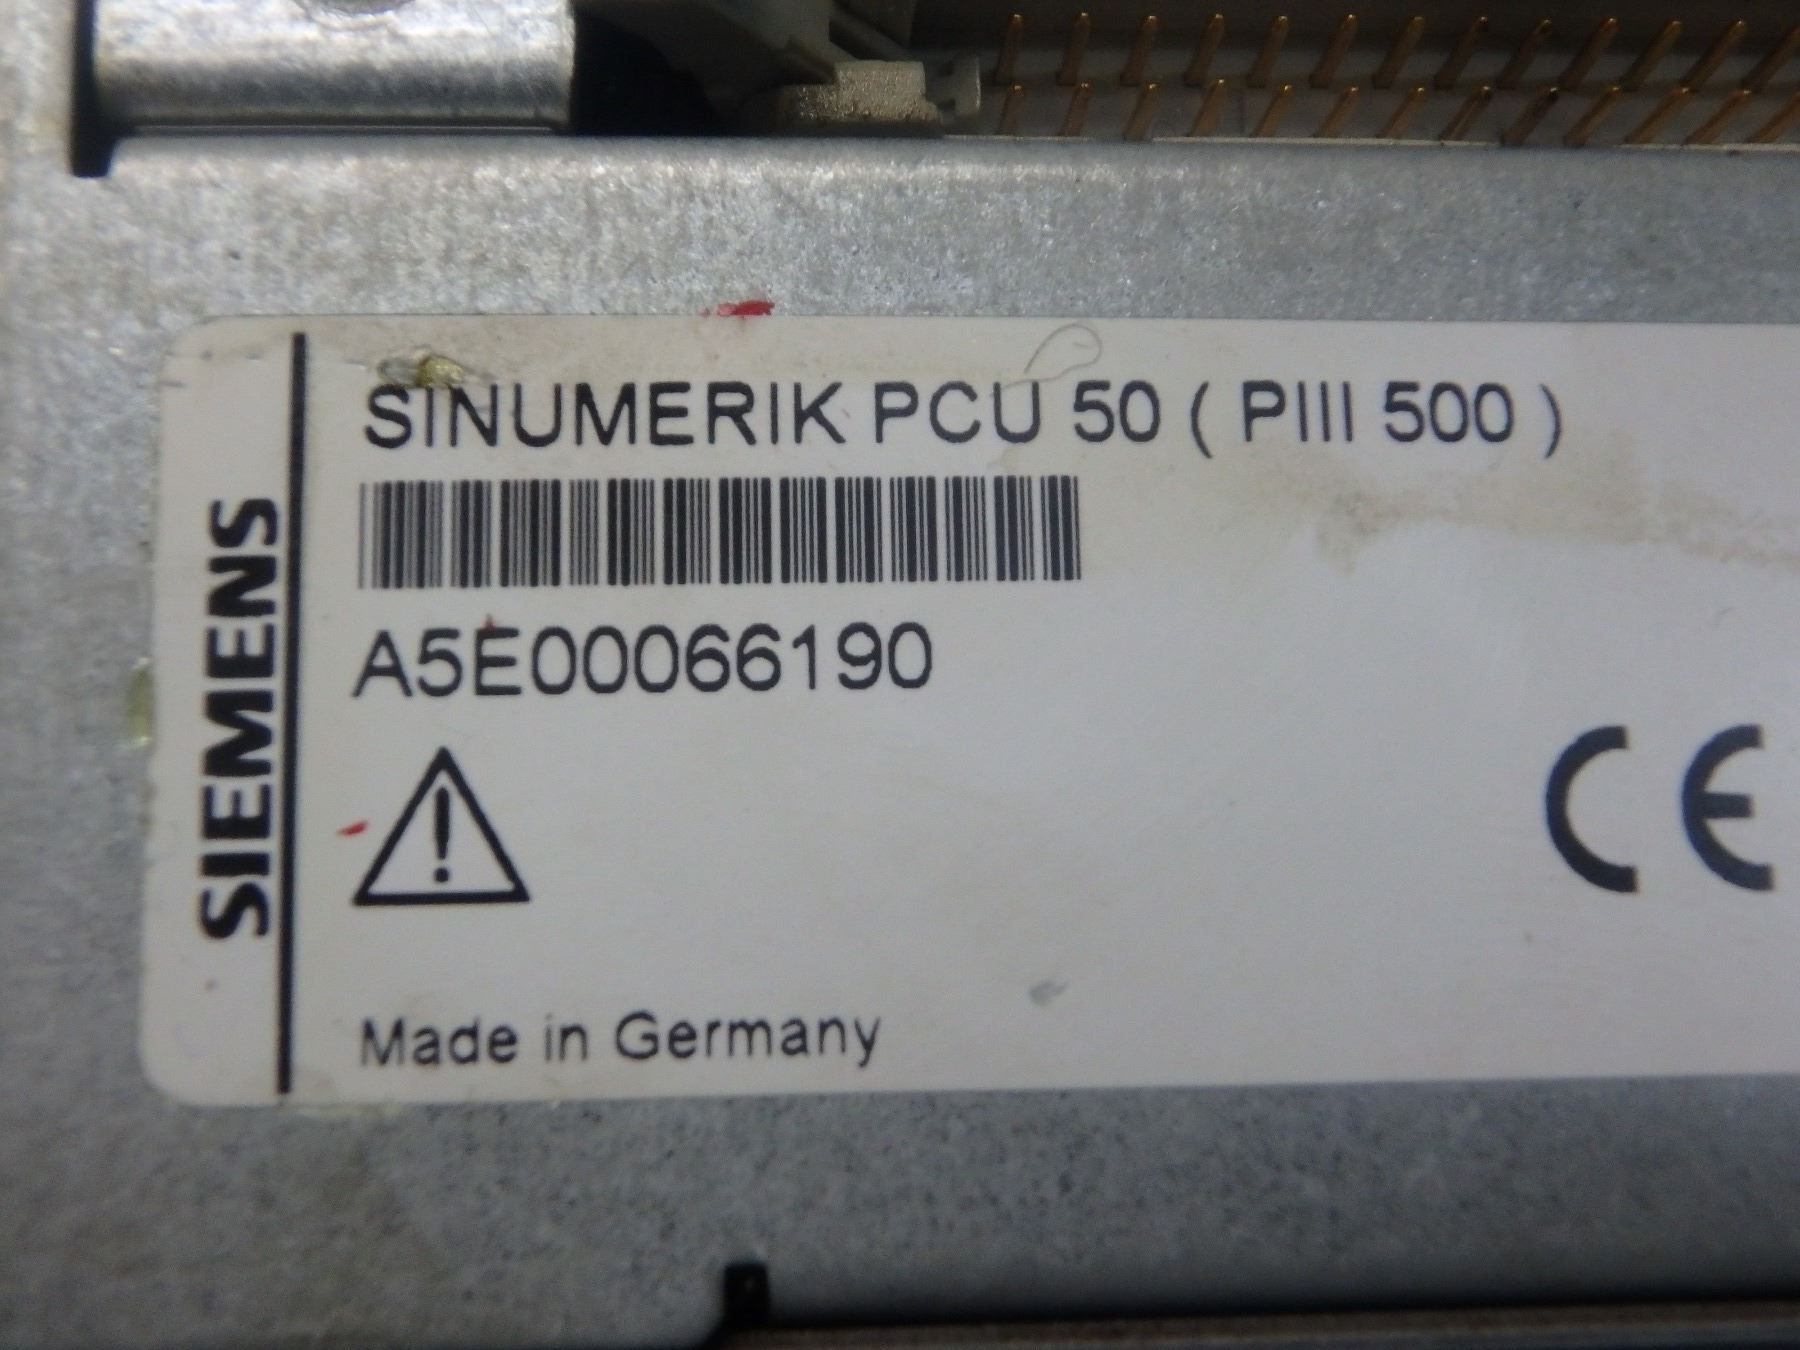 SIEMENS
SINUMERIK PCU 50 ( PIII 500 )
A5E00066190
CE
Made in Germany